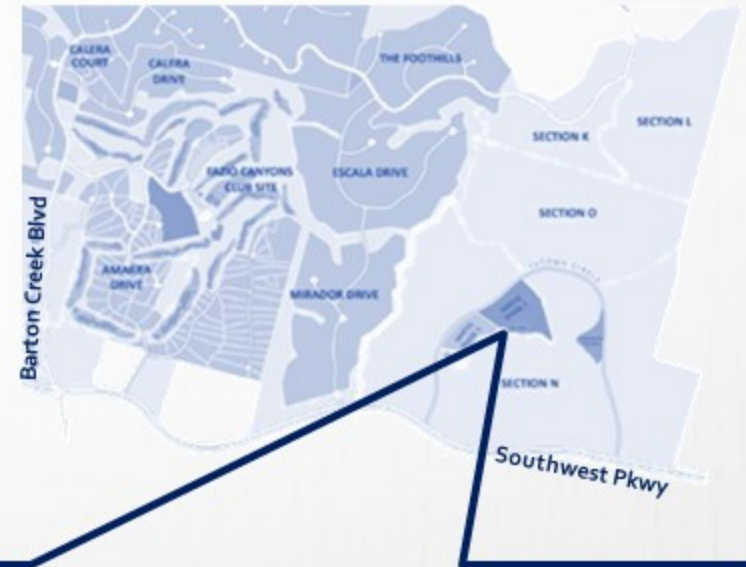 CALERA
COURT
CALERA
DRIVE
THE FOOTHILLS
SECTION L
SECTION K
FAZIO CANYONS
CLUB SITE
ESCALA DRIVE
SECTION O
AMARRA
DRIVE
MIRADOR DRIVE
SECTION N
Barton Creek Blvd
Southwest Pkwy